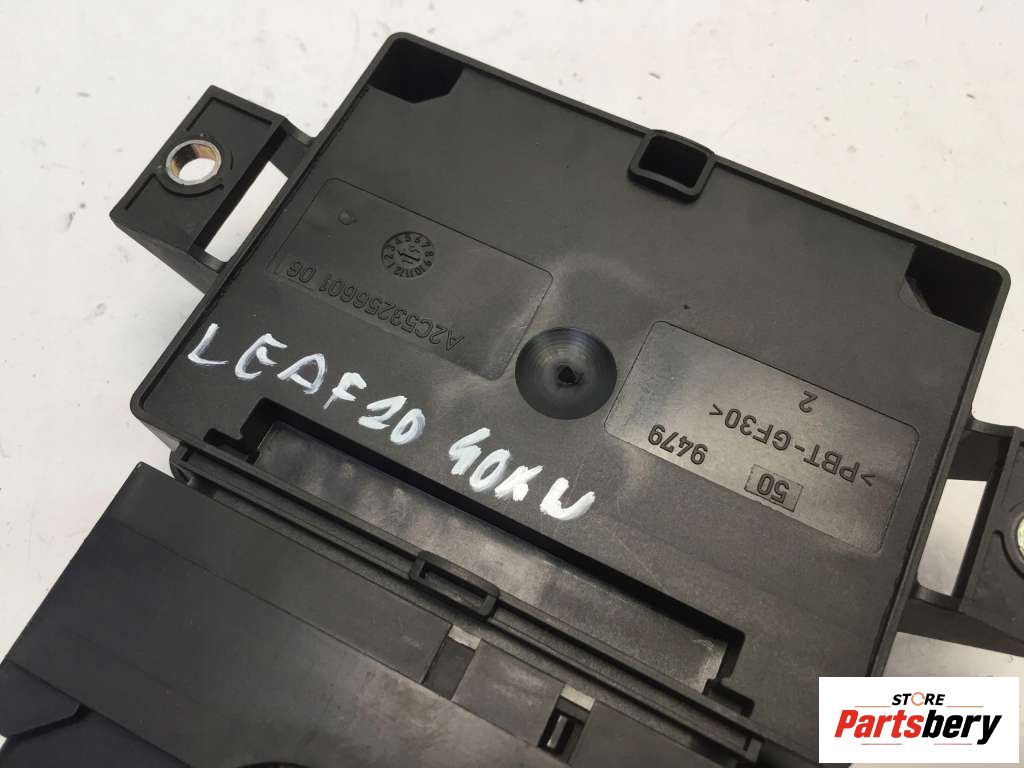 A2C53256601 06
LEAF20 40KW
>PBT-GF30<
2
9479
50
STORE
Partsbery